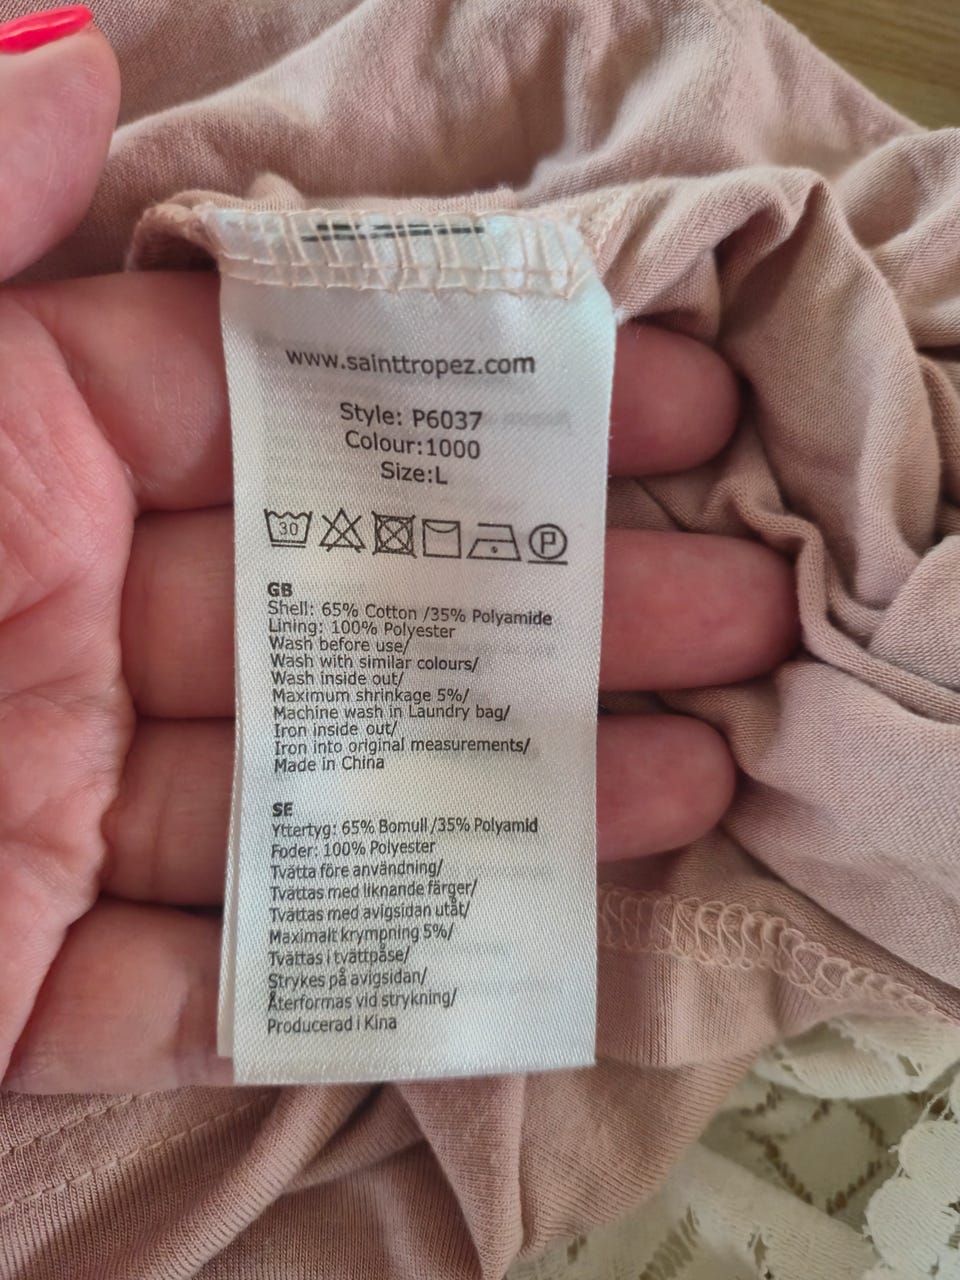 www.sainttropez.com
Style: P6037
Colour:1000
Size:L
30 P
GB
Shell: 65% Cotton /35% Polyamide
Lining: 100% Polyester
Wash before use/
Wash with similar colours/
Wash inside out/
Maximum shrinkage 5%/
Machine wash in Laundry bag/
Iron inside out/
Iron into original measurements/
Made in China
SE
Yttertyg: 65% Bomull /35% Polyamid
Foder: 100% Polyester
Tvätta före användning/
Tvättas med liknande färger/
Tvättas med avigsidan utåt/
Maximalt krympning 5%/
Tvättas i tvättpåse/
Strykes på avigsidan/
Återformas vid strykning/
Producerad i Kina